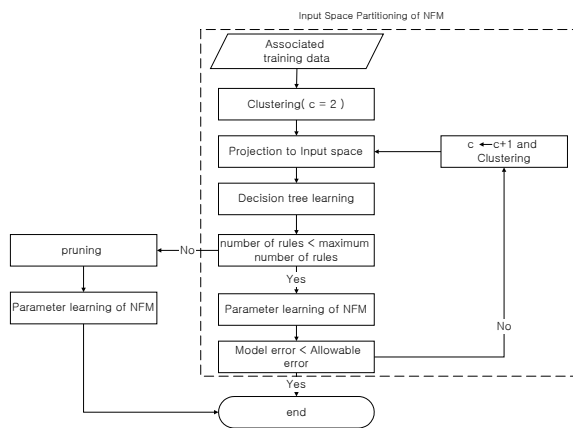 Input Space Partitioning of NFM
Associated
training data
Clustering( c = 2 )
Projection to Input space
c ←c+1 and
Clustering
Decision tree learning
number of rules < maximum
number of rules
No
pruning
Yes
Parameter learning of NFM
Parameter learning of NFM
No
Model error < Allowable
error
Yes
end